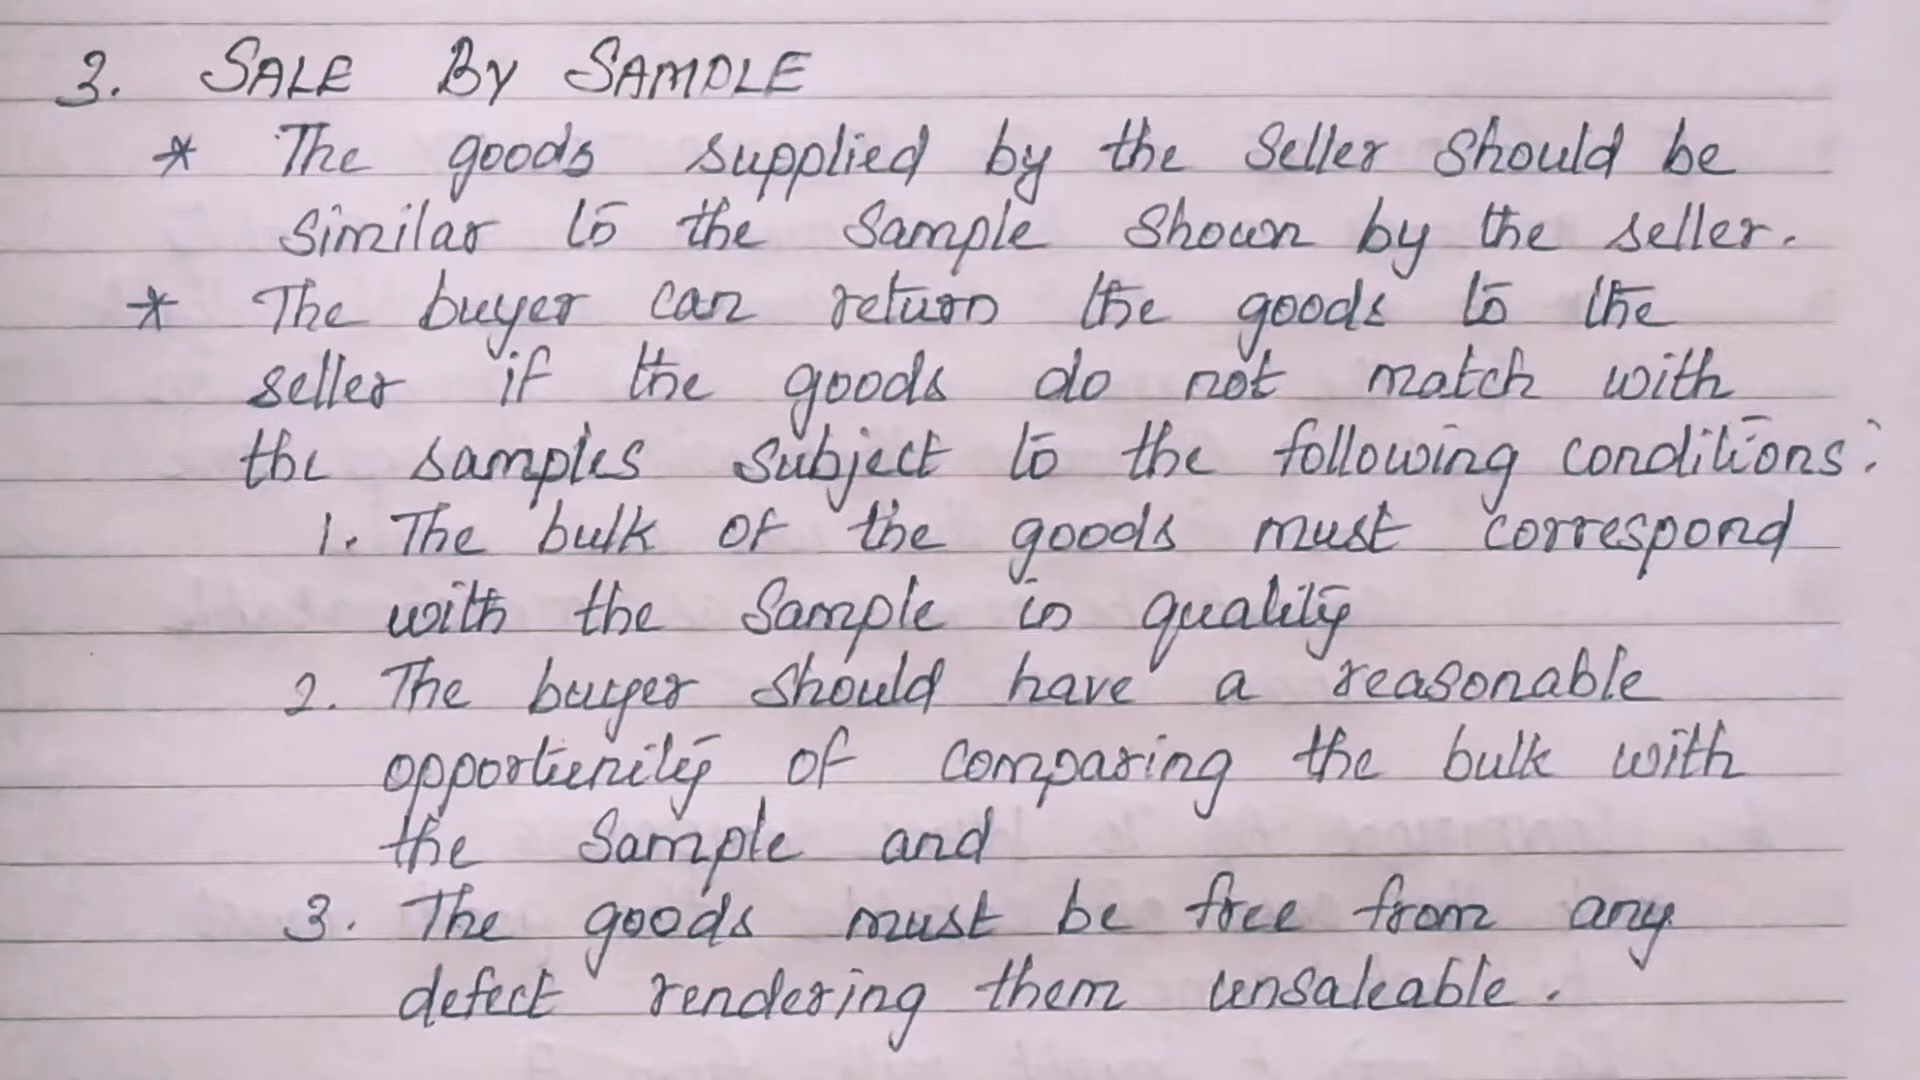 3. SALE BY SAMPLE
* The goods supplied by the seller should be
similar to the sample shown by the seller.
* The buyer can return the goods to the
seller if the goods do not match with
the samples subject to the following conditions:
1. The bulk of the goods must correspond
with the sample in quality
2. The buyer should have a reasonable
opportunity of comparing the bulk with
the sample and
3. The goods must be free from any
defect rendering them unsaleable.